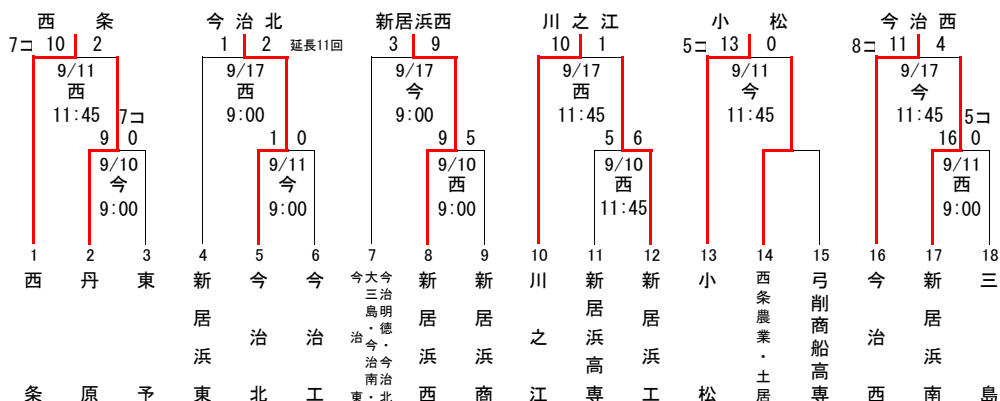 西条 今治北 新居浜西 川之江 小松 今治西
7コ 10 2 1 2 延長11回 3 9 10 1 5コ 13 0 8コ 11 4
9/11 9/17 9/17 9/17 9/11 9/17
西 西 今 西 今 今
11:45 9:00 9:00 11:45 11:45 11:45
7コ 5コ
9 0 1 0 9 5 5 6 16 0
9/10 9/11 9/10 9/10 9/11
今 今 西 西 西
9:00 9:00 9:00 11:45 9:00
1 2 3 4 5 6 7 8 9 10 11 12 13 14 15 16 17 18
西条
丹原
東予
新居浜東
今治北
今治工
今治明徳・今治北
大三島・今治南・
今治東
新居浜西
新居浜商
川之江
新居浜高専
新居浜工
小松
西条農業・土居
弓削商船高専
今治西
新居浜南
三島